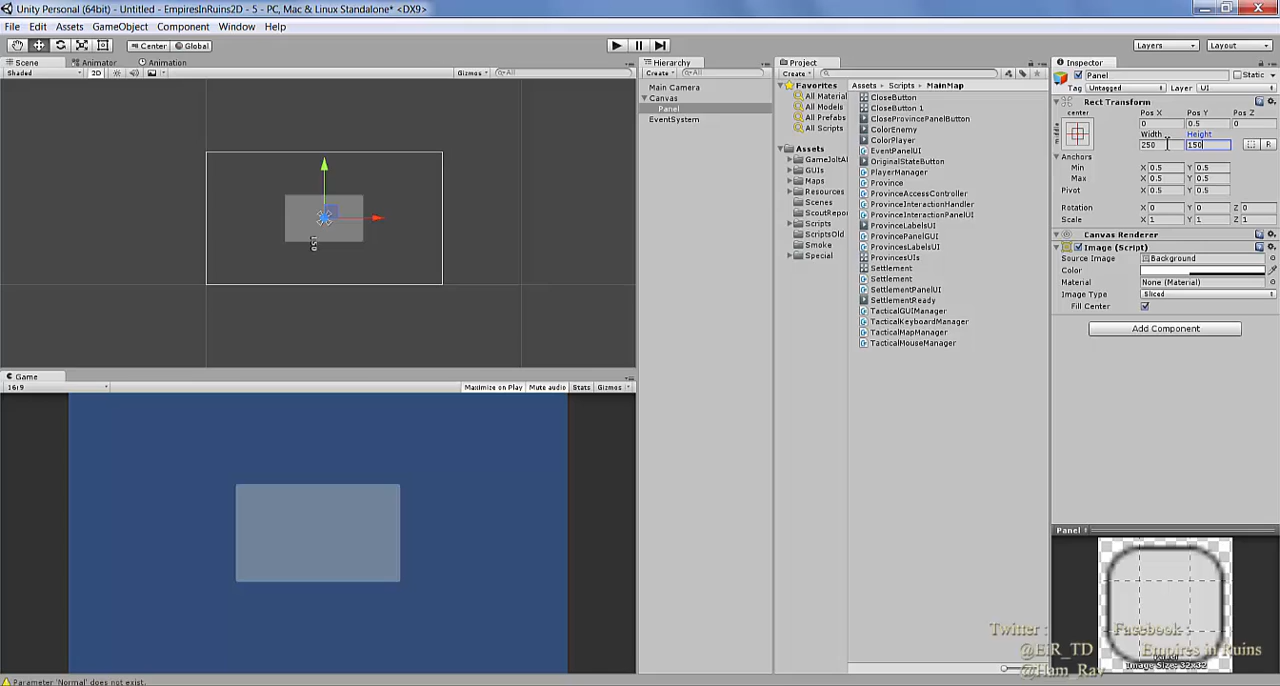 Unity Personal (64bit) - Untitled - EmpiresInRuins2D - 5 - PC, Mac & Linux Standalone* <DX9>
File Edit Assets GameObject Component Window Help
Center Global Layers Layout
Scene Animator Animation
Shaded 2D Gizmos All
150
Game
16:9 Maximize on Play Mute audio Stats Gizmos
Parameter 'Normal' does not exist.
Hierarchy
Create All
Main Camera
Canvas
Panel
EventSystem
Project
Create
Favorites
All Material
All Models
All Prefabs
All Scripts
Assets
GameJoltA
GUIs
Maps
Resources
Scenes
ScoutRepo
Scripts
ScriptsOld
Smoke
Special
Assets Scripts MainMap
CloseButton
CloseButton 1
CloseProvincePanelButton
ColorEnemy
ColorPlayer
EventPanelUI
OriginalStateButton
PlayerManager
Province
ProvinceAccessController
ProvinceInteractionHandler
ProvinceInteractionPanelUI
ProvinceLabelsUI
ProvincePanelGUI
ProvincesLabelsUI
ProvincesUIs
Settlement
Settlement
SettlementPanelUI
SettlementReady
TacticalGUIManager
TacticalKeyboardManager
TacticalMapManager
TacticalMouseManager
Inspector
Panel Static
Tag Untagged Layer UI
Rect Transform
center Pos X Pos Y Pos Z
middle 0 0.5 0
Width Height
250 150 R
Anchors
Min X 0.5 Y 0.5
Max X 0.5 Y 0.5
Pivot X 0.5 Y 0.5
Rotation X 0 Y 0 Z 0
Scale X 1 Y 1 Z 1
Canvas Renderer
Image (Script)
Source Image Background
Color
Material None (Material)
Image Type Sliced
Fill Center
Add Component
Panel
Image Size: 32x32
Twitter : Facebook :
@EIR_TD Empires in Ruins
@Ham_Rav